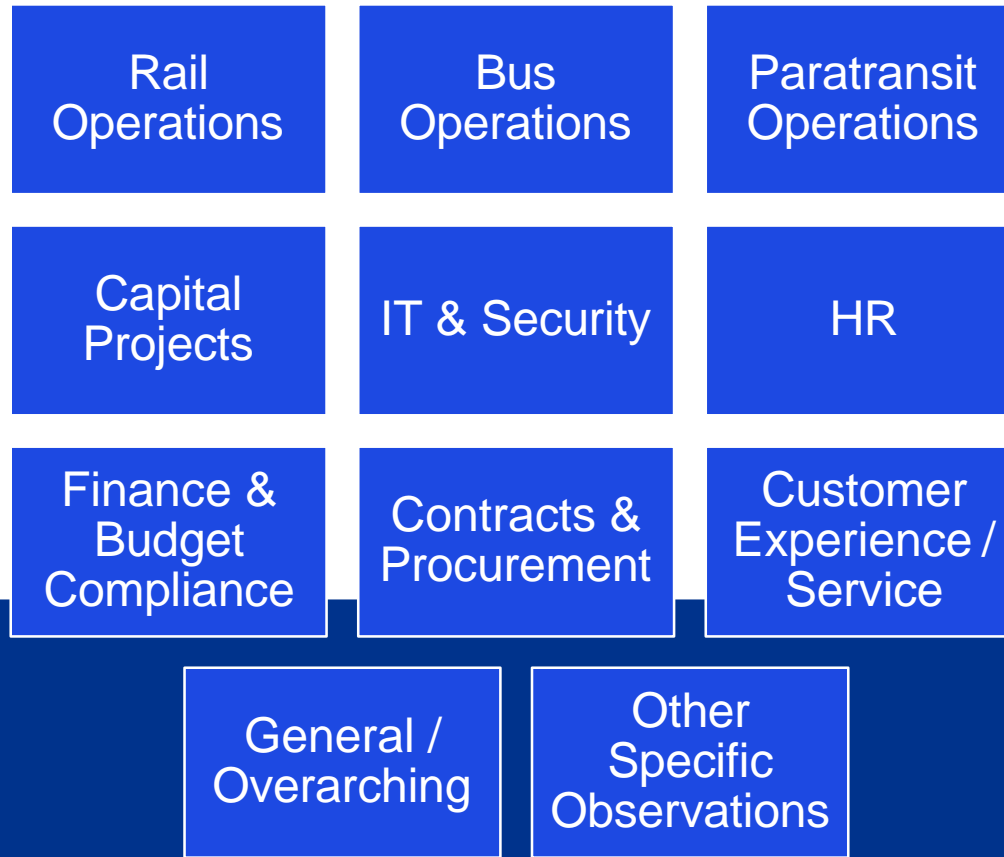 Rail
Operations
Bus
Operations
Paratransit
Operations
Capital
Projects
IT & Security
HR
Finance &
Budget
Compliance
Contracts &
Procurement
Customer
Experience /
Service
General /
Overarching
Other
Specific
Observations